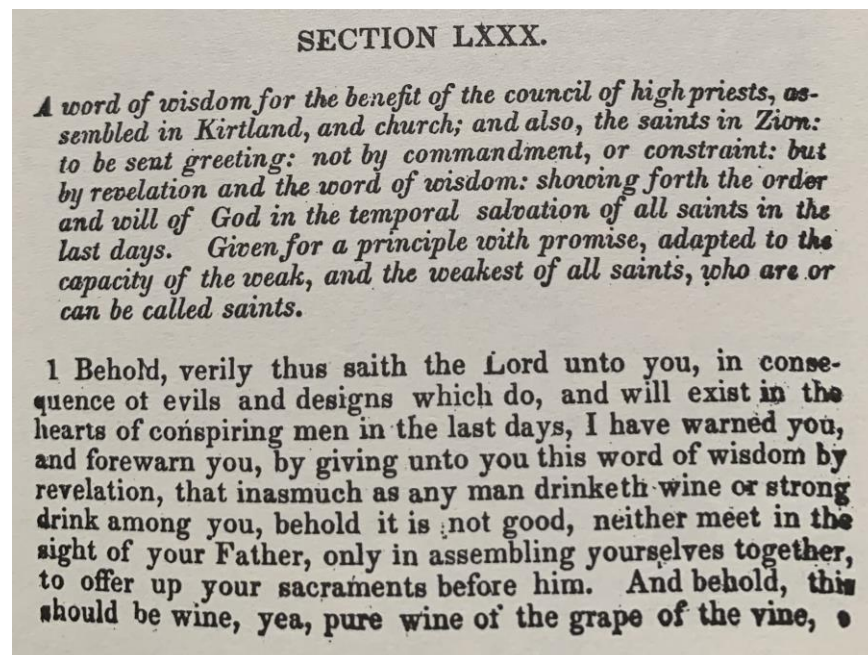 SECTION LXXX.
A word of wisdom for the benefit of the council of high priests, as-
sembled in Kirtland, and church; and also, the saints in Zion:
to be sent greeting: not by commandment, or constraint: but
by revelation and the word of wisdom: showing forth the order
and will of God in the temporal salvation of all saints in the
last days. Given for a principle with promise, adapted to the
capacity of the weak, and the weakest of all saints, who are or
can be called saints.
1 Behold, verily thus saith the Lord unto you, in conse-
quence of evils and designs which do, and will exist in the
hearts of conspiring men in the last days, I have warned you,
and forewarn you, by giving unto you this word of wisdom by
revelation, that inasmuch as any man drinketh wine or strong
drink among you, behold it is not good, neither meet in the
sight of your Father, only in assembling yourselves together,
to offer up your sacraments before him. And behold, this
should be wine, yea, pure wine of the grape of the vine,